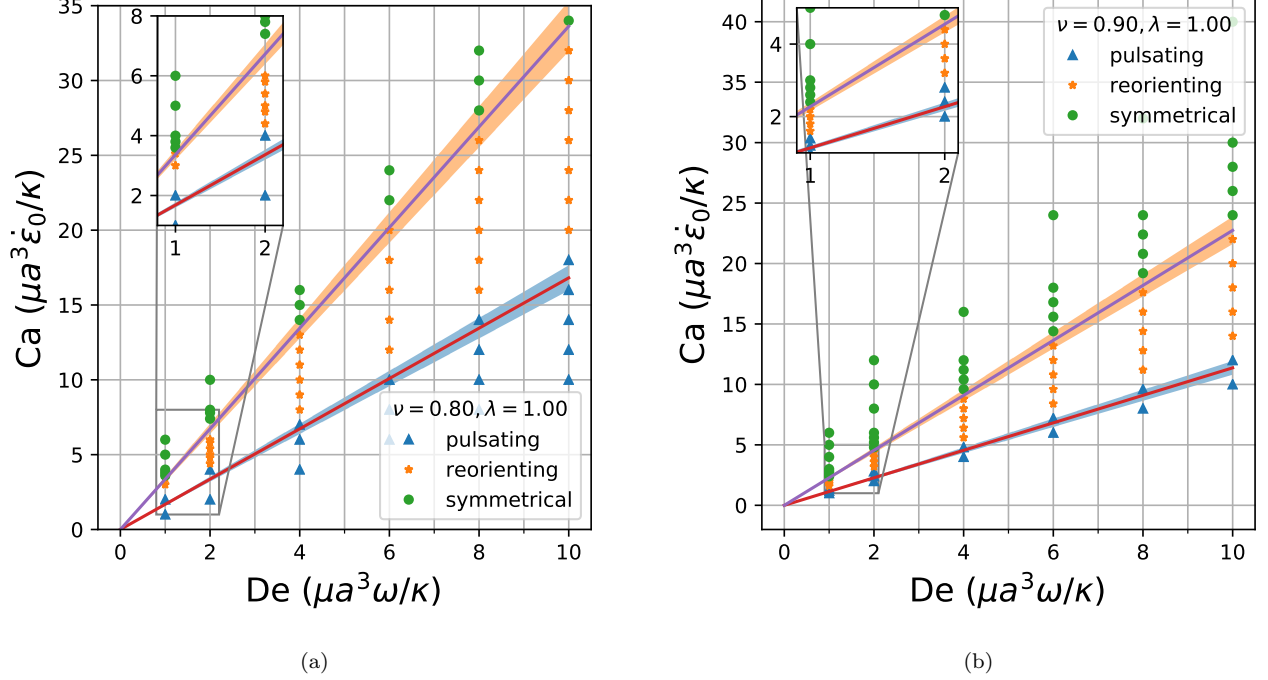 35
30
25
20
15
10
5
0
Ca (μa³ε̇₀/κ)
8
6
4
2
1 2
ν = 0.80, λ = 1.00
pulsating
reorienting
symmetrical
0 2 4 6 8 10
De (μa³ω/κ)
(a)
40
35
30
25
20
15
10
5
0
Ca (μa³ε̇₀/κ)
4
2
1 2
ν = 0.90, λ = 1.00
pulsating
reorienting
symmetrical
0 2 4 6 8 10
De (μa³ω/κ)
(b)